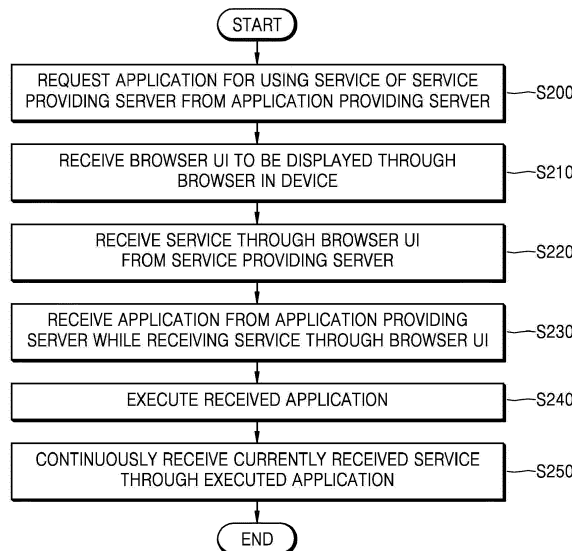 START
REQUEST APPLICATION FOR USING SERVICE OF SERVICE
PROVIDING SERVER FROM APPLICATION PROVIDING SERVER
S200
RECEIVE BROWSER UI TO BE DISPLAYED THROUGH
BROWSER IN DEVICE
S210
RECEIVE SERVICE THROUGH BROWSER UI
FROM SERVICE PROVIDING SERVER
S220
RECEIVE APPLICATION FROM APPLICATION PROVIDING
SERVER WHILE RECEIVING SERVICE THROUGH BROWSER UI
S230
EXECUTE RECEIVED APPLICATION
S240
CONTINUOUSLY RECEIVE CURRENTLY RECEIVED SERVICE
THROUGH EXECUTED APPLICATION
S250
END